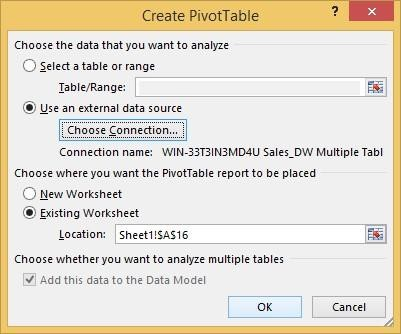 Create PivotTable
? ×
Choose the data that you want to analyze
Select a table or range
Table/Range:
Use an external data source
Choose Connection...
Connection name: WIN-33T3IN3MD4U Sales_DW Multiple Tabl
Choose where you want the PivotTable report to be placed
New Worksheet
Existing Worksheet
Location: Sheet1!$A$16
Choose whether you want to analyze multiple tables
Add this data to the Data Model
OK Cancel